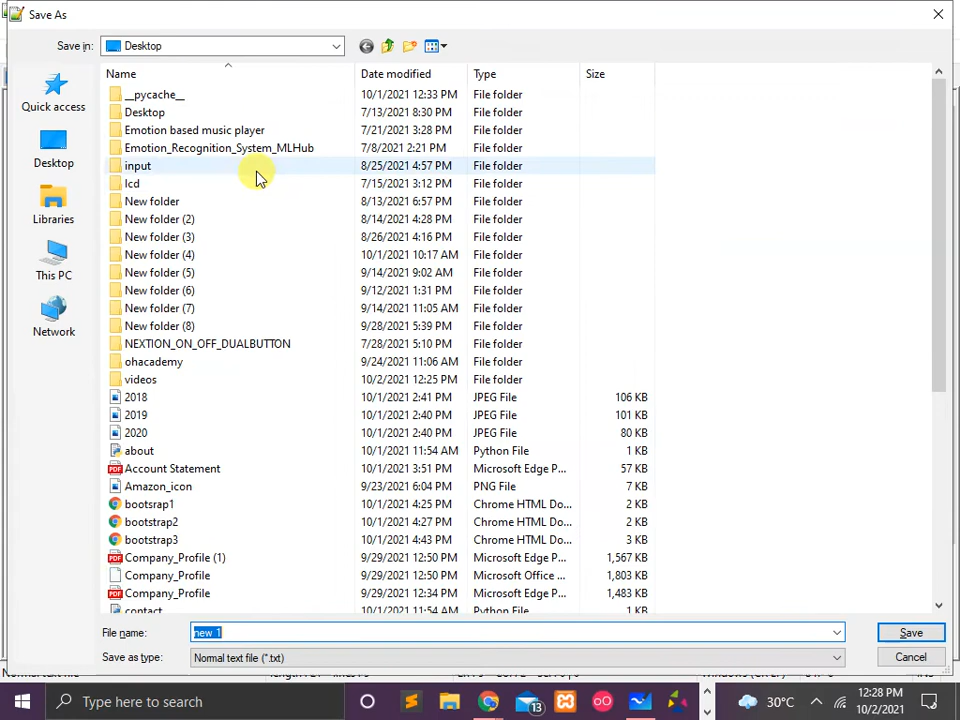 Save As
Save in: Desktop
Name Date modified Type Size
__pycache__ 10/1/2021 12:33 PM File folder
Desktop 7/13/2021 8:30 PM File folder
Emotion based music player 7/21/2021 3:28 PM File folder
Emotion_Recognition_System_MLHub 7/8/2021 2:21 PM File folder
input 8/25/2021 4:57 PM File folder
lcd 7/15/2021 3:12 PM File folder
New folder 8/13/2021 6:57 PM File folder
New folder (2) 8/14/2021 4:28 PM File folder
New folder (3) 8/26/2021 4:16 PM File folder
New folder (4) 10/1/2021 10:17 AM File folder
New folder (5) 9/14/2021 9:02 AM File folder
New folder (6) 9/12/2021 1:31 PM File folder
New folder (7) 9/14/2021 11:05 AM File folder
New folder (8) 9/28/2021 5:39 PM File folder
NEXTION_ON_OFF_DUALBUTTON 7/28/2021 5:10 PM File folder
ohacademy 9/24/2021 11:06 AM File folder
videos 10/2/2021 12:25 PM File folder
2018 10/1/2021 2:41 PM JPEG File 106 KB
2019 10/1/2021 2:40 PM JPEG File 101 KB
2020 10/1/2021 2:40 PM JPEG File 80 KB
about 10/1/2021 11:54 AM Python File 1 KB
Account Statement 10/1/2021 3:51 PM Microsoft Edge P... 57 KB
Amazon_icon 9/23/2021 6:04 PM PNG File 7 KB
bootsrap1 10/1/2021 4:25 PM Chrome HTML Do... 2 KB
bootstrap2 10/1/2021 4:27 PM Chrome HTML Do... 2 KB
bootstrap3 10/1/2021 4:43 PM Chrome HTML Do... 3 KB
Company_Profile (1) 9/29/2021 12:50 PM Microsoft Edge P... 1,567 KB
Company_Profile 9/29/2021 12:50 PM Microsoft Office ... 1,803 KB
Company_Profile 9/29/2021 12:34 PM Microsoft Edge P... 1,483 KB
contact 10/1/2021 11:54 AM Python File 1 KB
Quick access
Desktop
Libraries
This PC
Network
File name: new 1 Save
Save as type: Normal text file (*.txt) Cancel
Normal text file
Type here to search
13
30°C
12:28 PM
10/2/2021